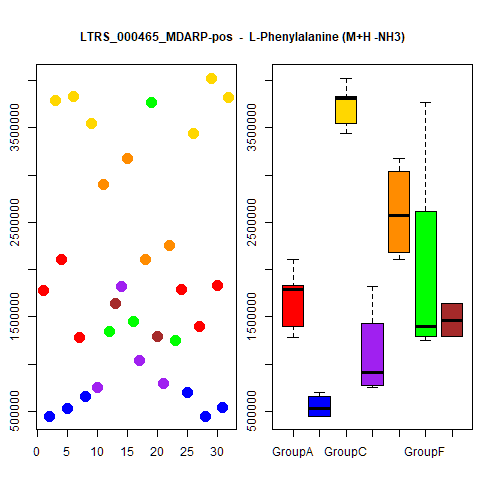 LTRS_000465_MDARP-pos - L-Phenylalanine (M+H -NH3)
500000 1500000 2500000 3500000
0 5 10 15 20 25 30
500000 1500000 2500000 3500000
GroupA GroupC GroupF